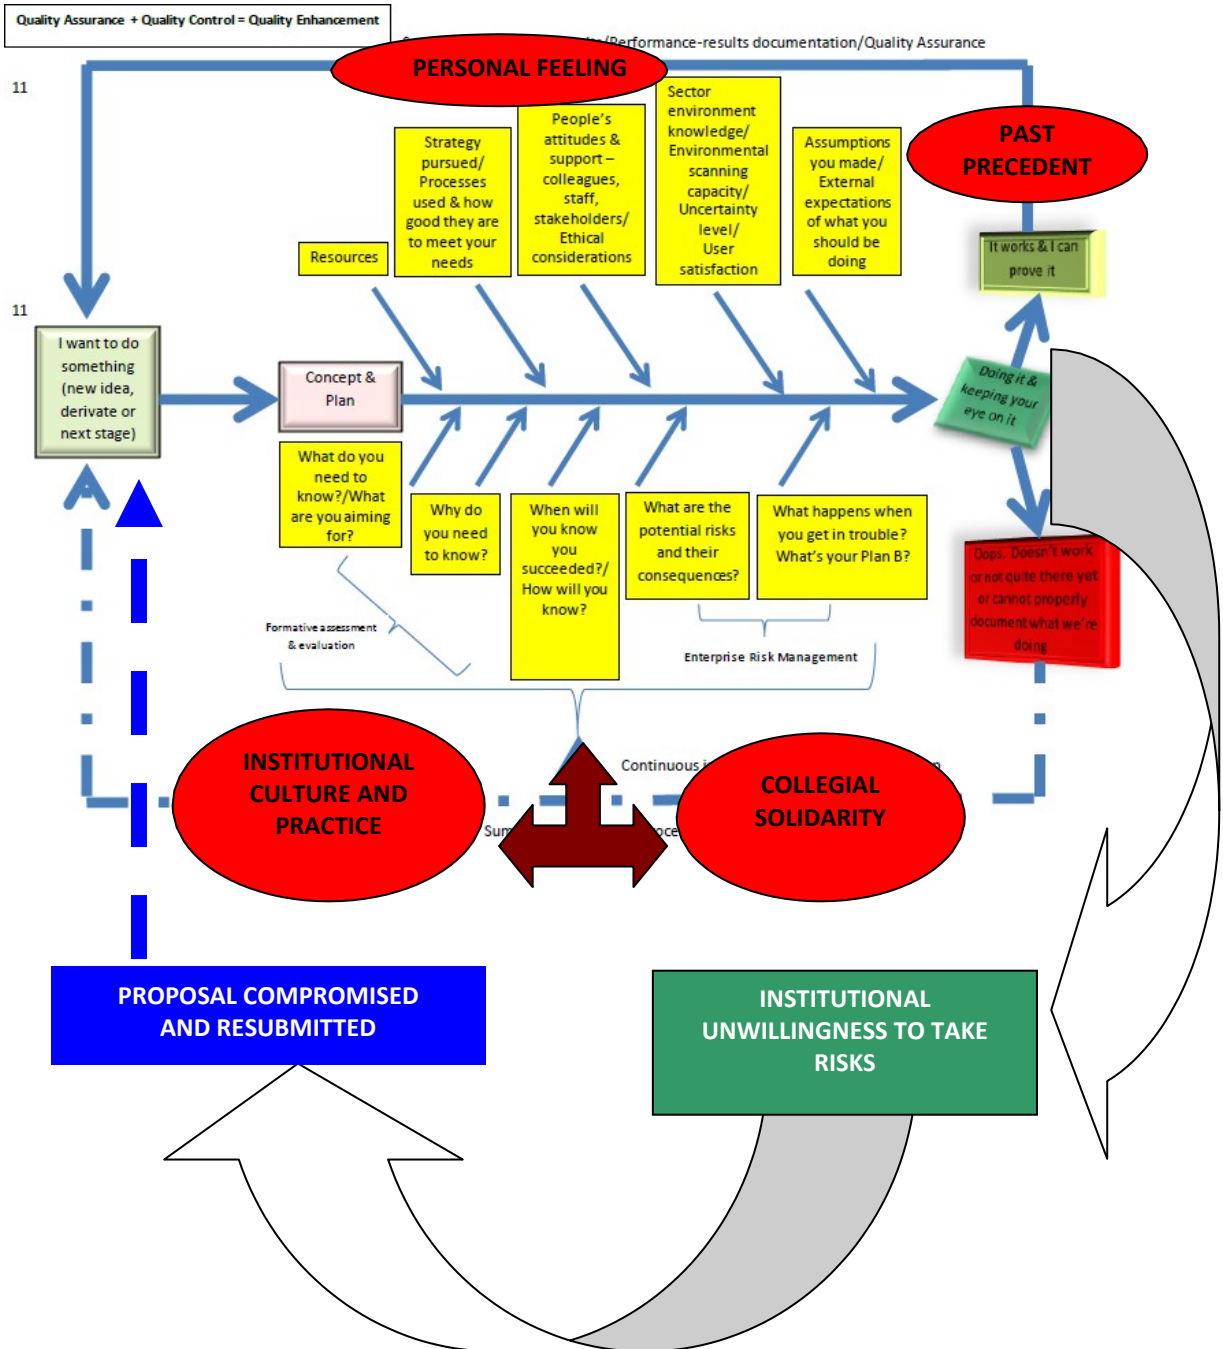 Quality Assurance + Quality Control = Quality Enhancement
/Performance-results documentation/Quality Assurance
PERSONAL FEELING
11
PAST
PRECEDENT
Resources
Strategy
pursued/
Processes
used & how
good they are
to meet your
needs
People's
attitudes &
support –
colleagues,
staff,
stakeholders/
Ethical
considerations
Sector
environment
knowledge/
Environmental
scanning
capacity/
Uncertainty
level/
User
satisfaction
Assumptions
you made/
External
expectations
of what you
should be
doing
It works & I can
prove it
11
I want to do
something
(new idea,
derivate or
next stage)
Concept &
Plan
Doing it &
keeping your
eye on it
What do you
need to
know?/What
are you aiming
for?
Why do
you need
to know?
When will
you know
you
succeeded?/
How will you
know?
What are the
potential risks
and their
consequences?
What happens when
you get in trouble?
What's your Plan B?
Oops. Doesn't work
or not quite there yet
or cannot properly
document what we're
doing
Formative assessment
& evaluation
Enterprise Risk Management
INSTITUTIONAL
CULTURE AND
PRACTICE
Continuous
COLLEGIAL
SOLIDARITY
PROPOSAL COMPROMISED
AND RESUBMITTED
INSTITUTIONAL
UNWILLINGNESS TO TAKE
RISKS